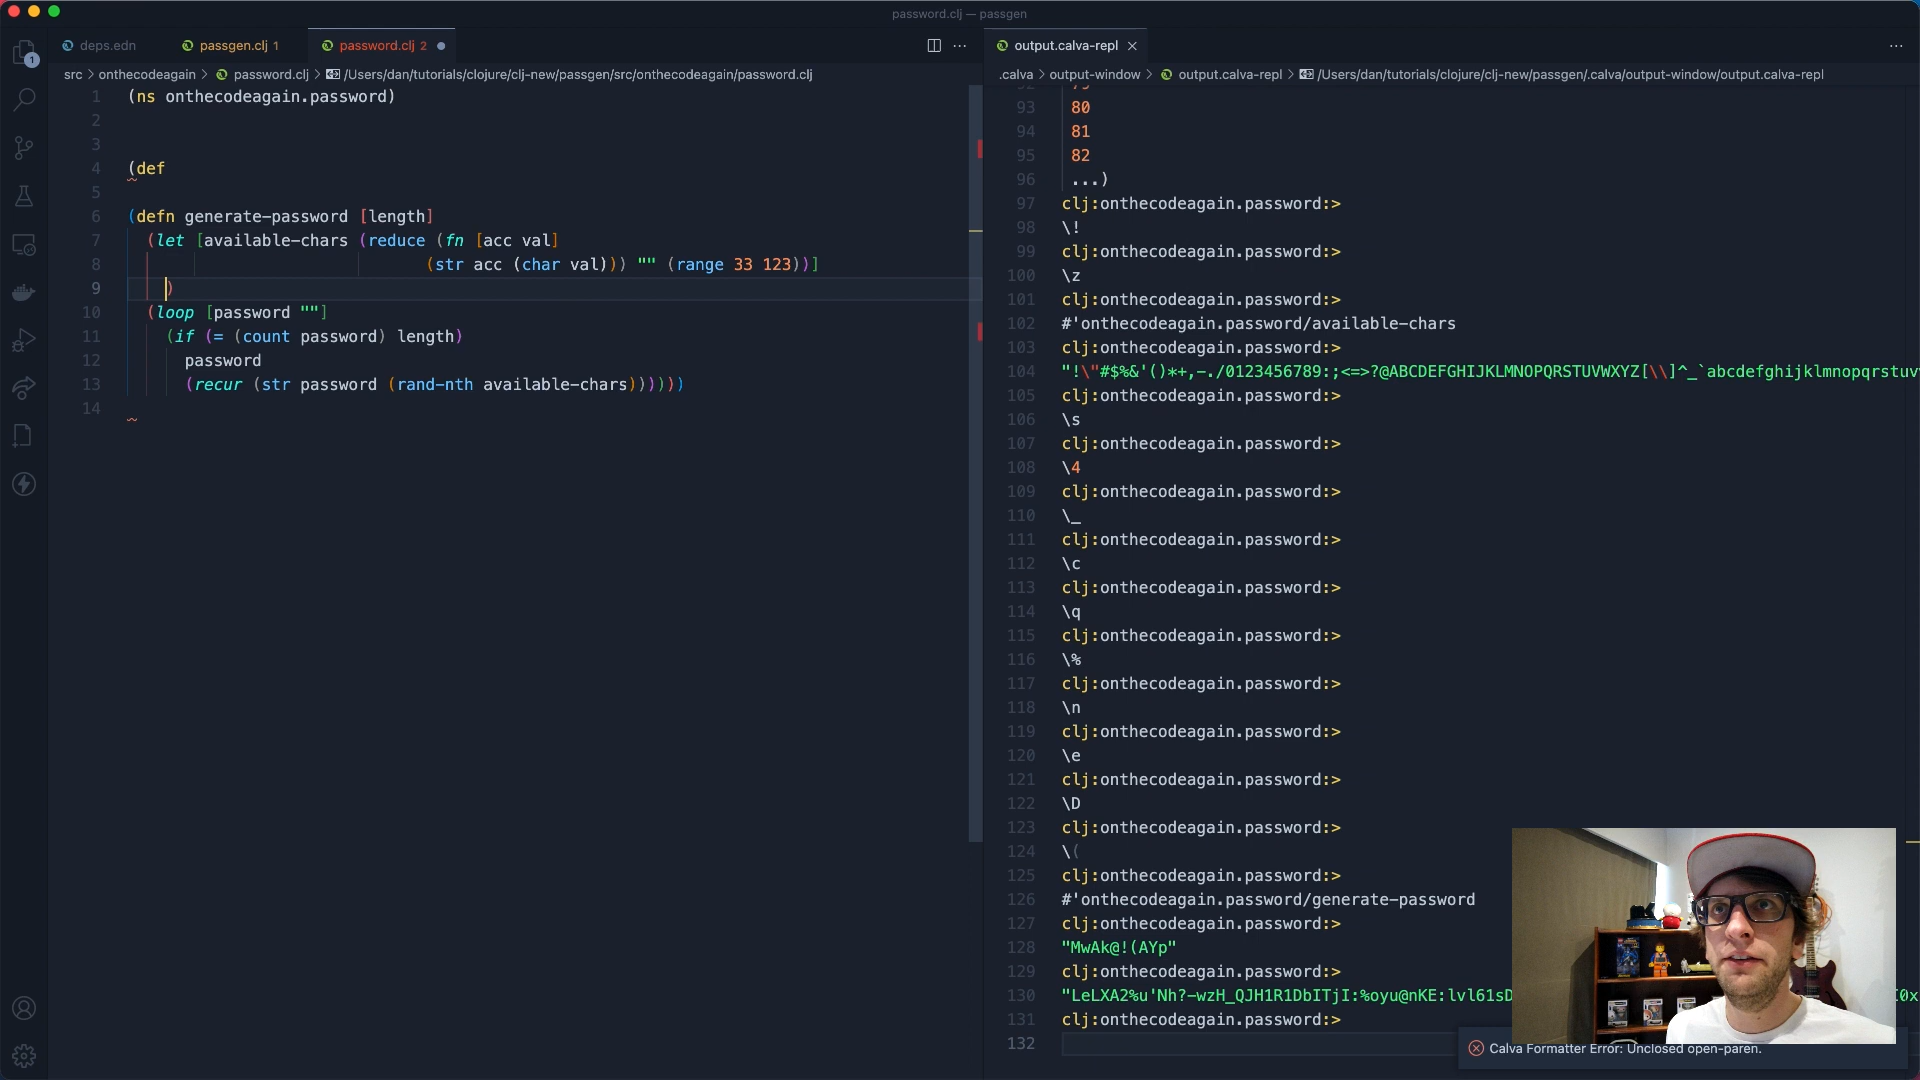 password.clj — passgen
deps.edn
passgen.clj 1
password.clj 2
output.calva-repl
src > onthecodeagain > password.clj > /Users/dan/tutorials/clojure/clj-new/passgen/src/onthecodeagain/password.clj
.calva > output-window > output.calva-repl > /Users/dan/tutorials/clojure/clj-new/passgen/.calva/output-window/output.calva-repl
1
1 (ns onthecodeagain.password)
2
3
4 (def
5
6 (defn generate-password [length]
7 (let [available-chars (reduce (fn [acc val]
8 (str acc (char val))) "" (range 33 123))]
9 )
10 (loop [password ""]
11 (if (= (count password) length)
12 password
13 (recur (str password (rand-nth available-chars))))))
14
93 80
94 81
95 82
96 ...)
97 clj:onthecodeagain.password:>
98 \!
99 clj:onthecodeagain.password:>
100 \z
101 clj:onthecodeagain.password:>
102 #'onthecodeagain.password/available-chars
103 clj:onthecodeagain.password:>
104 "!\"#$%&'()*+,-./0123456789:;<=>?@ABCDEFGHIJKLMNOPQRSTUVWXYZ[\\]^_`abcdefghijklmnopqrstuv
105 clj:onthecodeagain.password:>
106 \s
107 clj:onthecodeagain.password:>
108 \4
109 clj:onthecodeagain.password:>
110 \_
111 clj:onthecodeagain.password:>
112 \c
113 clj:onthecodeagain.password:>
114 \q
115 clj:onthecodeagain.password:>
116 \%
117 clj:onthecodeagain.password:>
118 \n
119 clj:onthecodeagain.password:>
120 \e
121 clj:onthecodeagain.password:>
122 \D
123 clj:onthecodeagain.password:>
124 \(
125 clj:onthecodeagain.password:>
126 #'onthecodeagain.password/generate-password
127 clj:onthecodeagain.password:>
128 "MwAk@!(AYp"
129 clj:onthecodeagain.password:>
130 "LeLXA2%u'Nh?-wzH_QJH1R1DbITjI:%oyu@nKE:lvl61sD
131 clj:onthecodeagain.password:>
132
Calva Formatter Error: Unclosed open-paren.